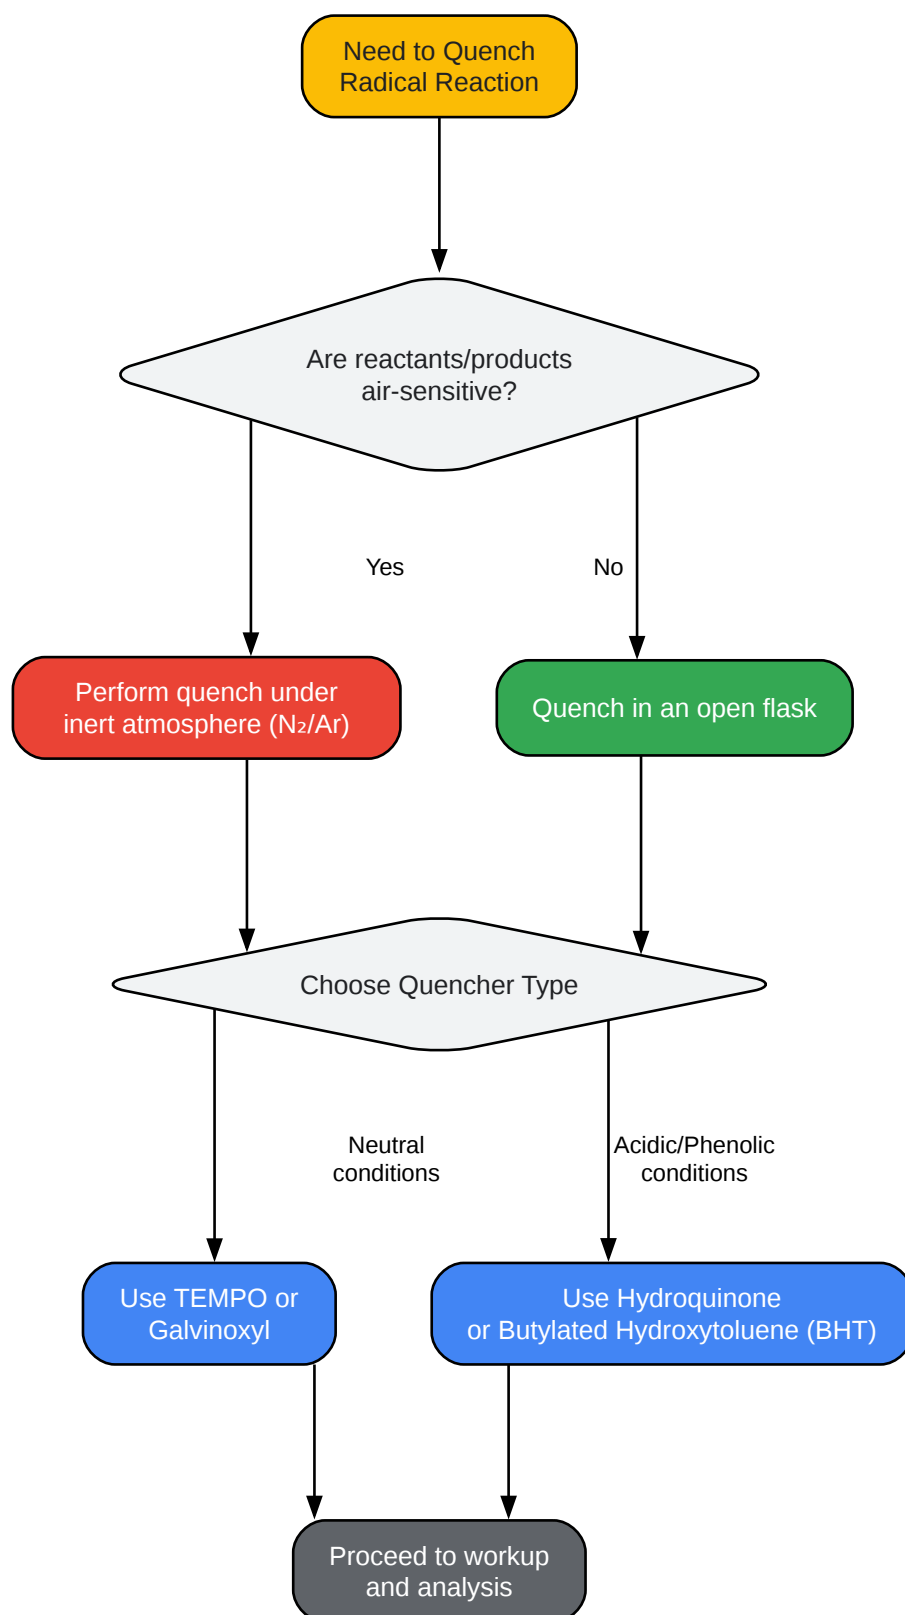 Need to Quench
Radical Reaction
Are reactants/products
air-sensitive?
Yes
No
Perform quench under
inert atmosphere (N₂/Ar)
Quench in an open flask
Choose Quencher Type
Neutral
conditions
Acidic/Phenolic
conditions
Use TEMPO or
Galvinoxyl
Use Hydroquinone
or Butylated Hydroxytoluene (BHT)
Proceed to workup
and analysis